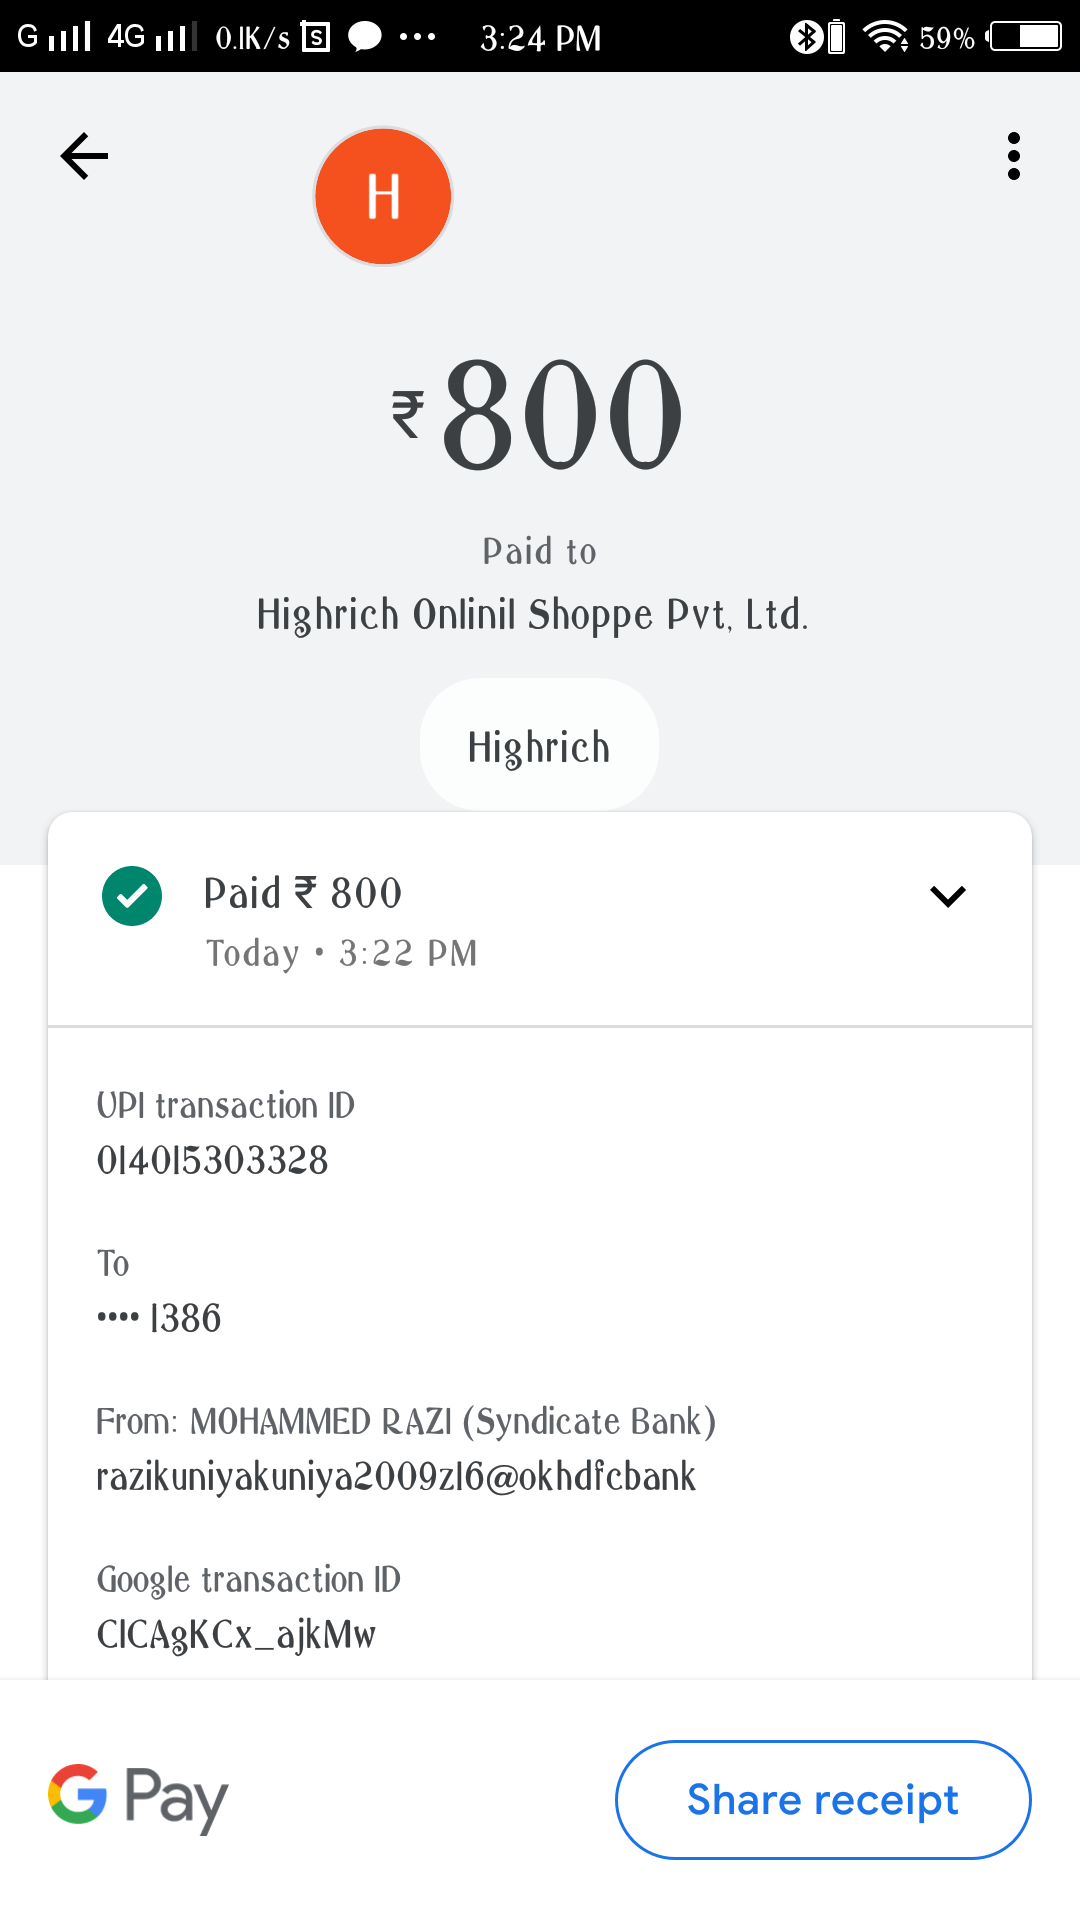 G 4G 0.1K/s S 3:24 PM 59%
H
₹800
Paid to
Highrich Onlinil Shoppe Pvt, Ltd.
Highrich
Paid ₹ 800
Today • 3:22 PM
UPI transaction ID
014015303328
To
•••• 1386
From: MOHAMMED RAZI (Syndicate Bank)
razikuniyakuniya2009z16@okhdfcbank
Google transaction ID
CICAgKCx_ajkMw
G Pay
Share receipt